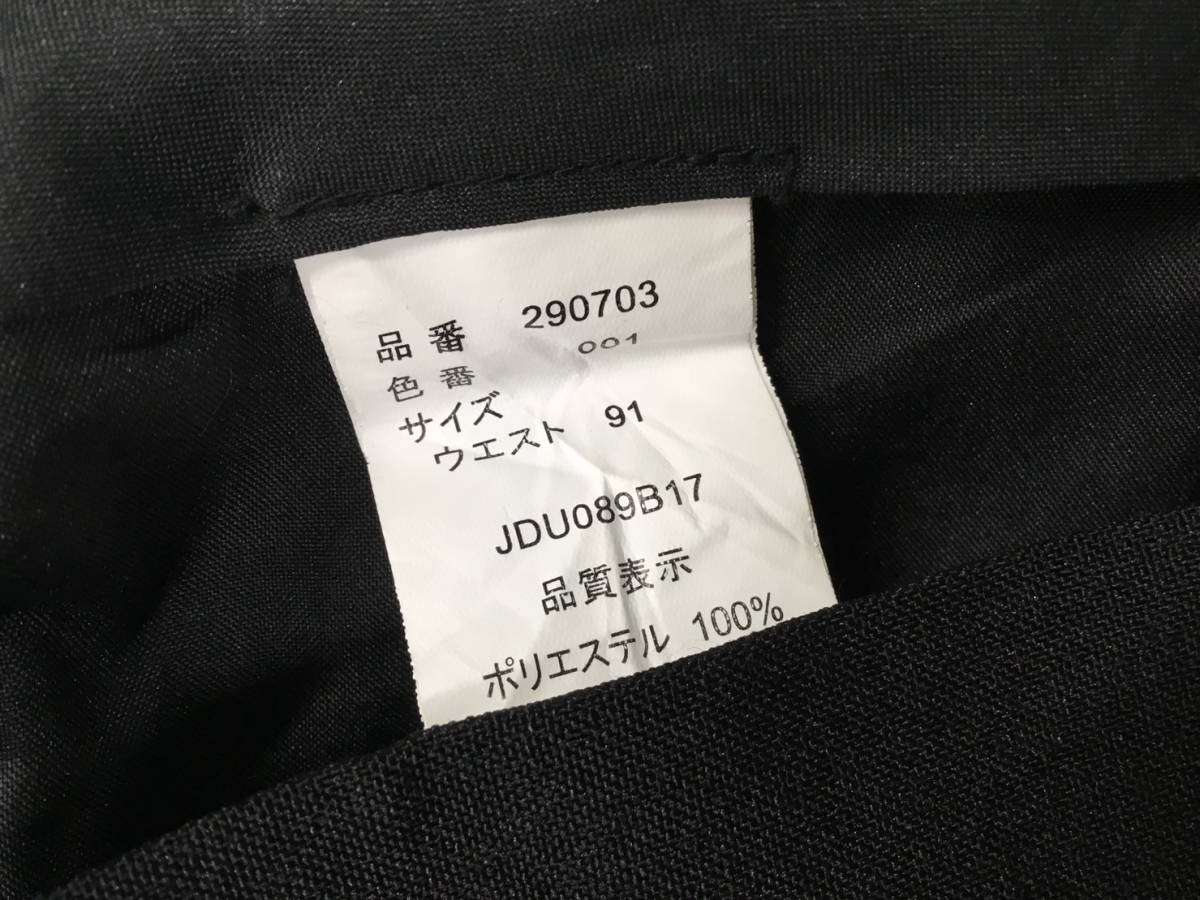 品番 290703
色番 001
サイズ
ウエスト 91
JDU089B17
品質表示
ポリエステル 100%